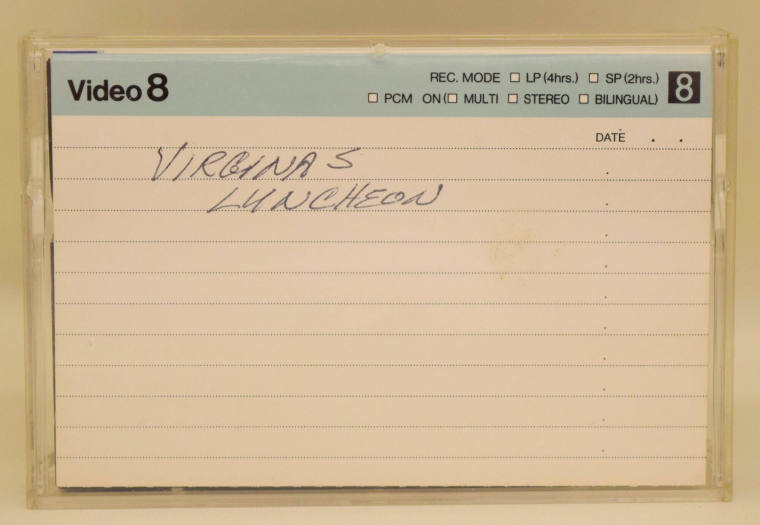 Video 8
REC. MODE □ LP (4hrs.) □ SP (2hrs.)
□ PCM ON (□ MULTI □ STEREO □ BILINGUAL)
8
DATE . .
VIRGINAS
LUNCHEON